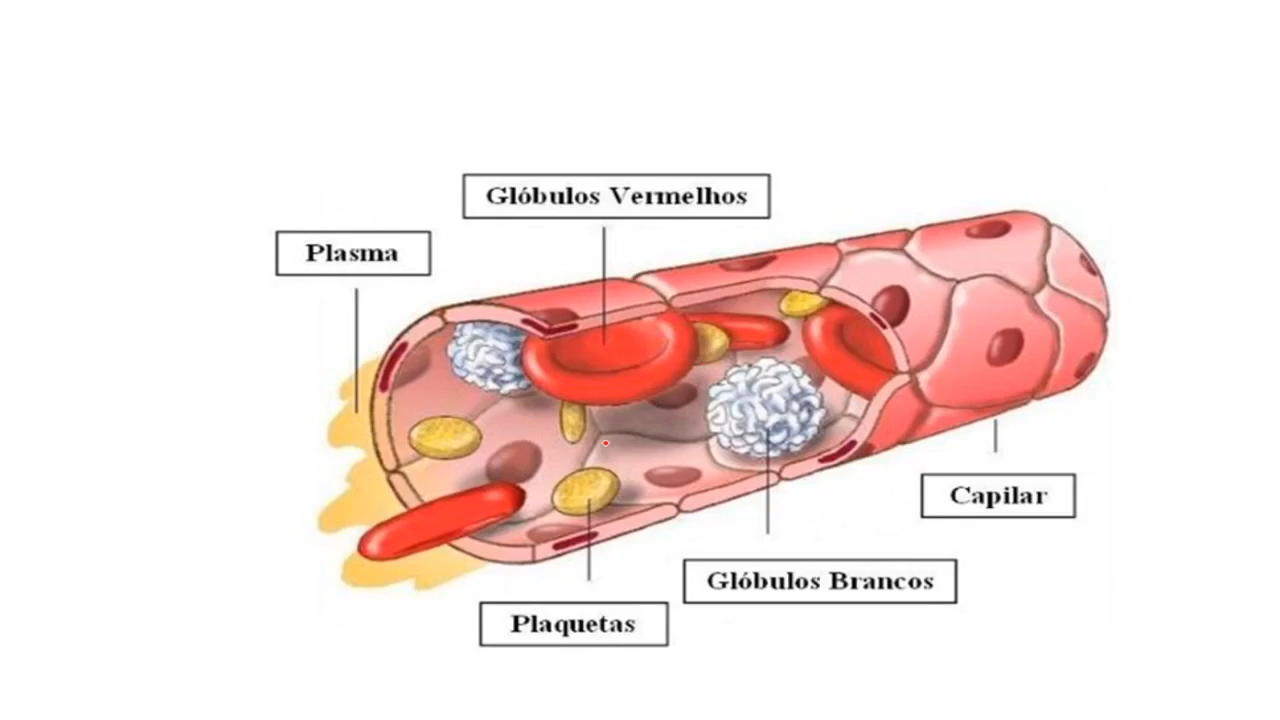 Glóbulos Vermelhos
Plasma
Capilar
Glóbulos Brancos
Plaquetas